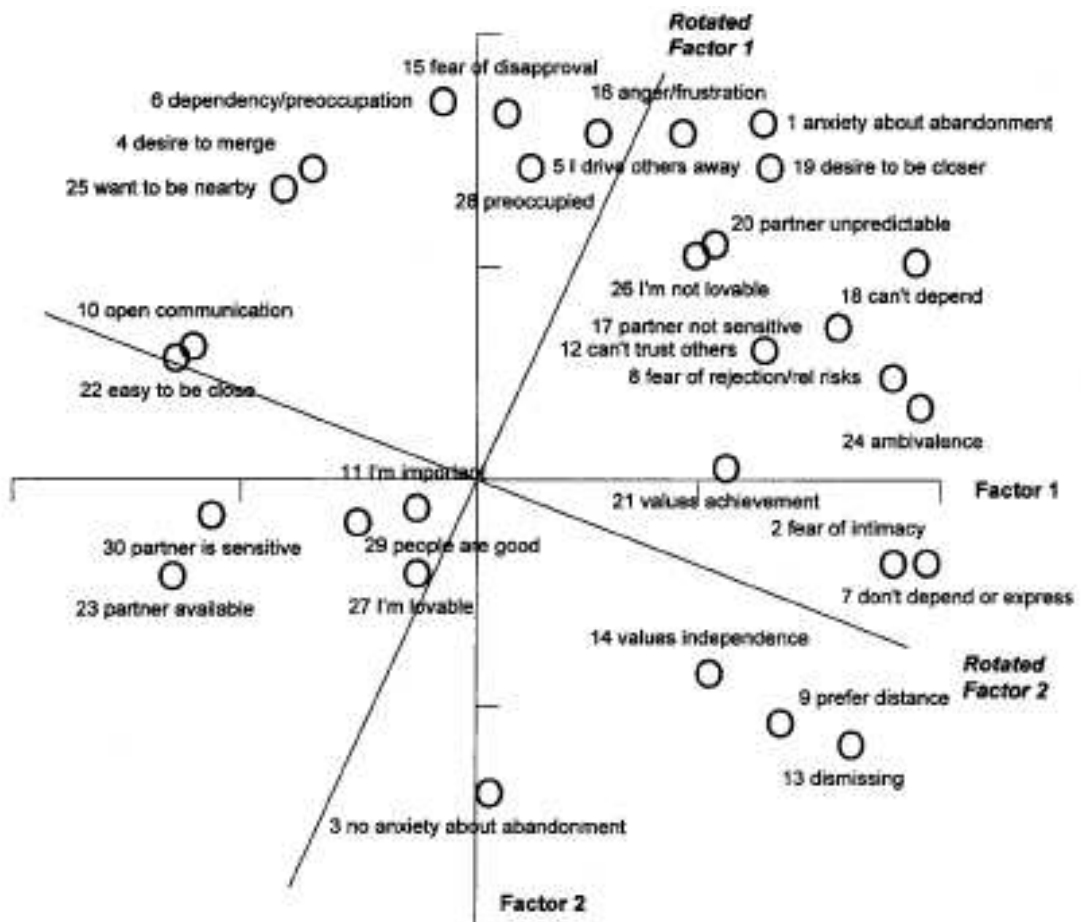 Rotated
Factor 1
15 fear of disapproval
6 dependency/preoccupation
16 anger/frustration
1 anxiety about abandonment
4 desire to merge
5 I drive others away
19 desire to be closer
25 want to be nearby
28 preoccupied
20 partner unpredictable
26 I'm not lovable
18 can't depend
10 open communication
17 partner not sensitive
12 can't trust others
8 fear of rejection/rel risks
22 easy to be close
24 ambivalence
11 I'm important
Factor 1
21 values achievement
2 fear of intimacy
30 partner is sensitive
29 people are good
7 don't depend or express
23 partner available
27 I'm lovable
14 values independence
Rotated
Factor 2
9 prefer distance
13 dismissing
3 no anxiety about abandonment
Factor 2